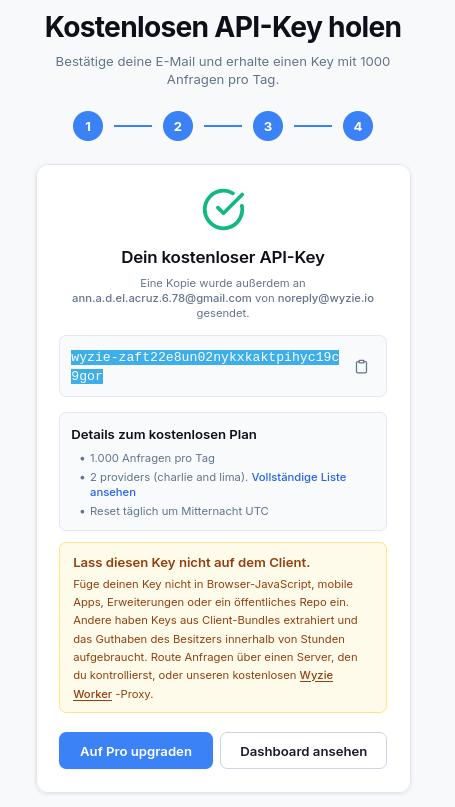 Kostenlosen API-Key holen
Bestätige deine E-Mail und erhalte einen Key mit 1000
Anfragen pro Tag.
1 2 3 4
Dein kostenloser API-Key
Eine Kopie wurde außerdem an
ann.a.d.el.acruz.6.78@gmail.com von noreply@wyzie.io
gesendet.
wyzie-zaft22e8un02nykxkaktpihyc19c
9gor
Details zum kostenlosen Plan
• 1.000 Anfragen pro Tag
• 2 providers (charlie and lima). Vollständige Liste
ansehen
• Reset täglich um Mitternacht UTC
Lass diesen Key nicht auf dem Client.
Füge deinen Key nicht in Browser-JavaScript, mobile
Apps, Erweiterungen oder ein öffentliches Repo ein.
Andere haben Keys aus Client-Bundles extrahiert und
das Guthaben des Besitzers innerhalb von Stunden
aufgebraucht. Route Anfragen über einen Server, den
du kontrollierst, oder unseren kostenlosen Wyzie
Worker -Proxy.
Auf Pro upgraden
Dashboard ansehen